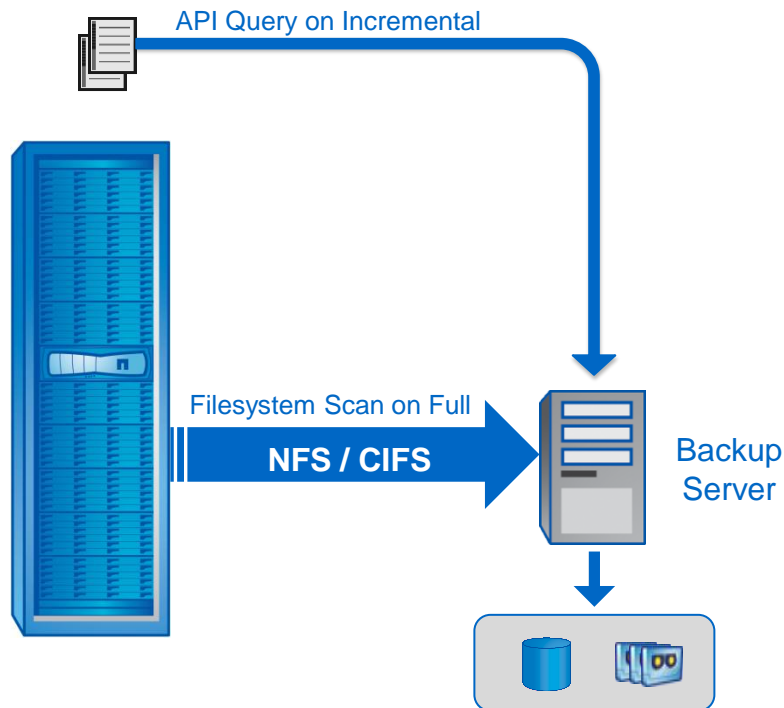 API Query on Incremental
Filesystem Scan on Full
NFS / CIFS
Backup
Server